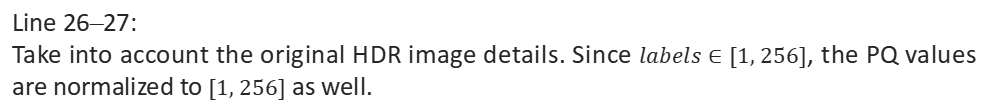 Line 26–27:
Take into account the original HDR image details. Since labels ∈ [1, 256], the PQ values
are normalized to [1, 256] as well.